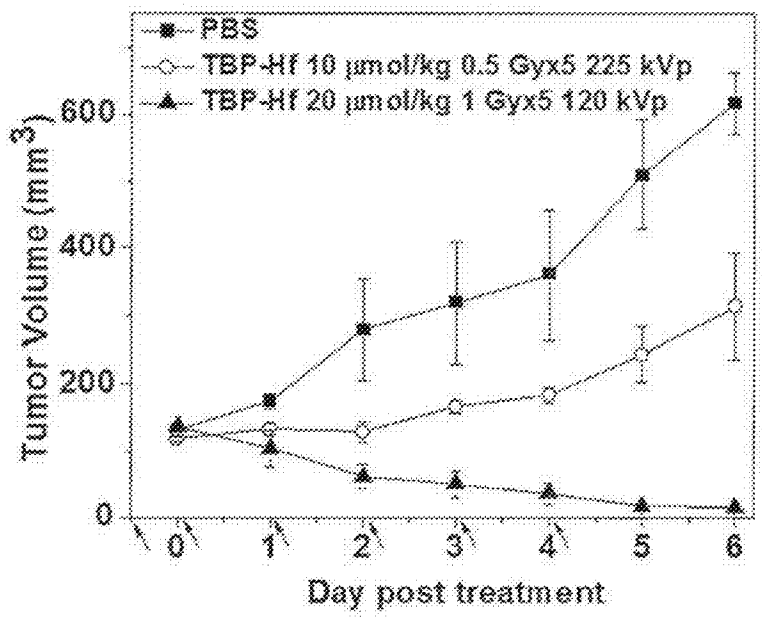 PBS
TBP-Hf 10 μmol/kg 0.5 Gyx5 225 kVp
TBP-Hf 20 μmol/kg 1 Gyx5 120 kVp
Tumor Volume (mm³)
600
400
200
0
0 1 2 3 4 5 6
Day post treatment